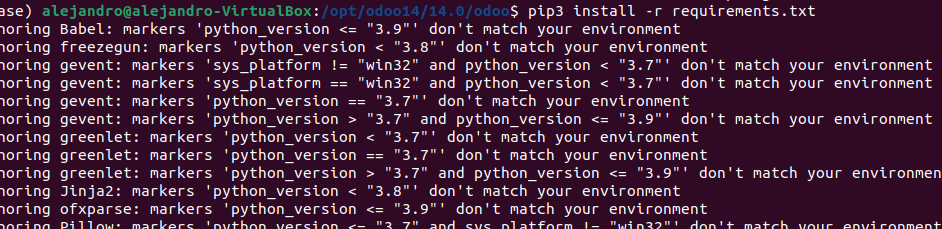 ase) alejandro@alejandro-VirtualBox:/opt/odoo14/14.0/odoo$ pip3 install -r requirements.txt
noring Babel: markers 'python_version <= "3.9"' don't match your environment
noring freezegun: markers 'python_version < "3.8"' don't match your environment
noring gevent: markers 'sys_platform != "win32" and python_version < "3.7"' don't match your environment
noring gevent: markers 'sys_platform == "win32" and python_version < "3.7"' don't match your environment
noring gevent: markers 'python_version == "3.7"' don't match your environment
noring gevent: markers 'python_version > "3.7" and python_version <= "3.9"' don't match your environment
noring greenlet: markers 'python_version < "3.7"' don't match your environment
noring greenlet: markers 'python_version == "3.7"' don't match your environment
noring greenlet: markers 'python_version > "3.7" and python_version <= "3.9"' don't match your environmen
noring Jinja2: markers 'python_version < "3.8"' don't match your environment
noring ofxparse: markers 'python_version <= "3.9"' don't match your environment
noring Pillow: markers 'python_version <= "3.7" and sys_platform != "win32"' don't match your environment